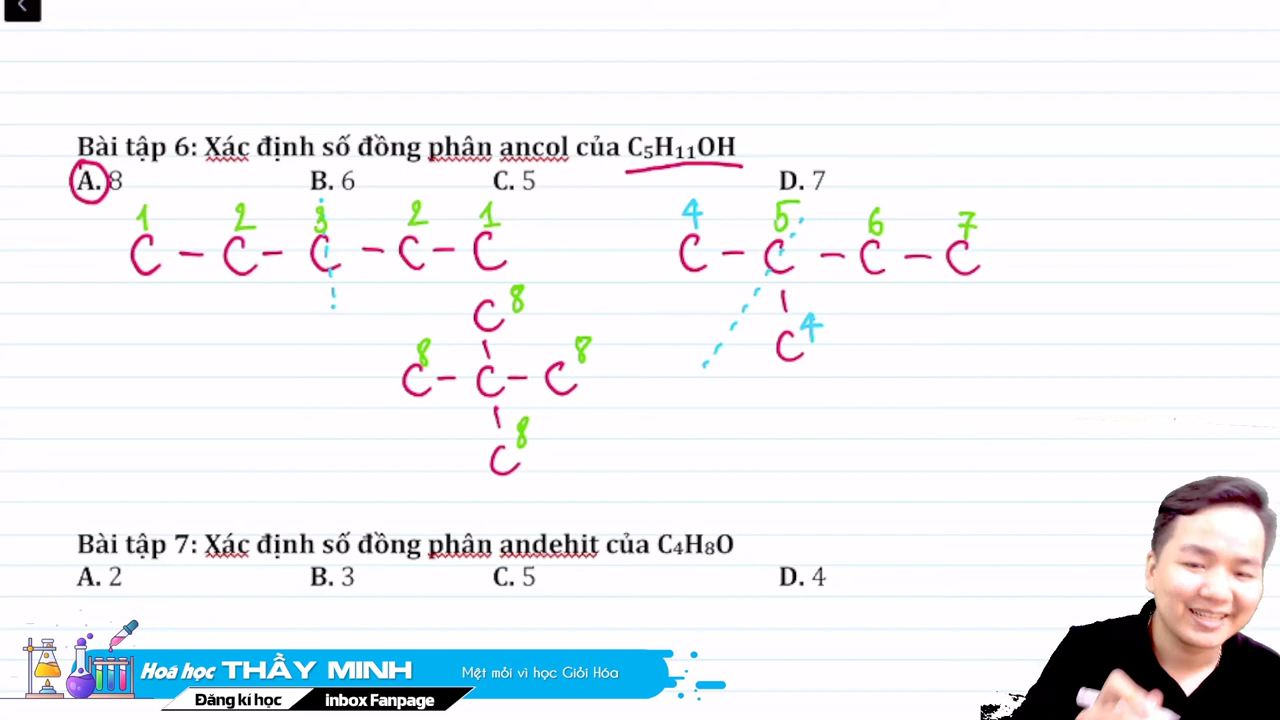 Bài tập 6: Xác định số đồng phân ancol của C₅H₁₁OH
A. 8 B. 6 C. 5 D. 7
1 2 3 2 1 4 5 6 7
C – C – C – C – C C – C – C – C
C 8 C 4
8 8
C – C – C
8
C
Bài tập 7: Xác định số đồng phân andehit của C₄H₈O
A. 2 B. 3 C. 5 D. 4
Hoá học THẦY MINH Mệt mỏi vì học Giỏi Hóa
Đăng kí học inbox Fanpage